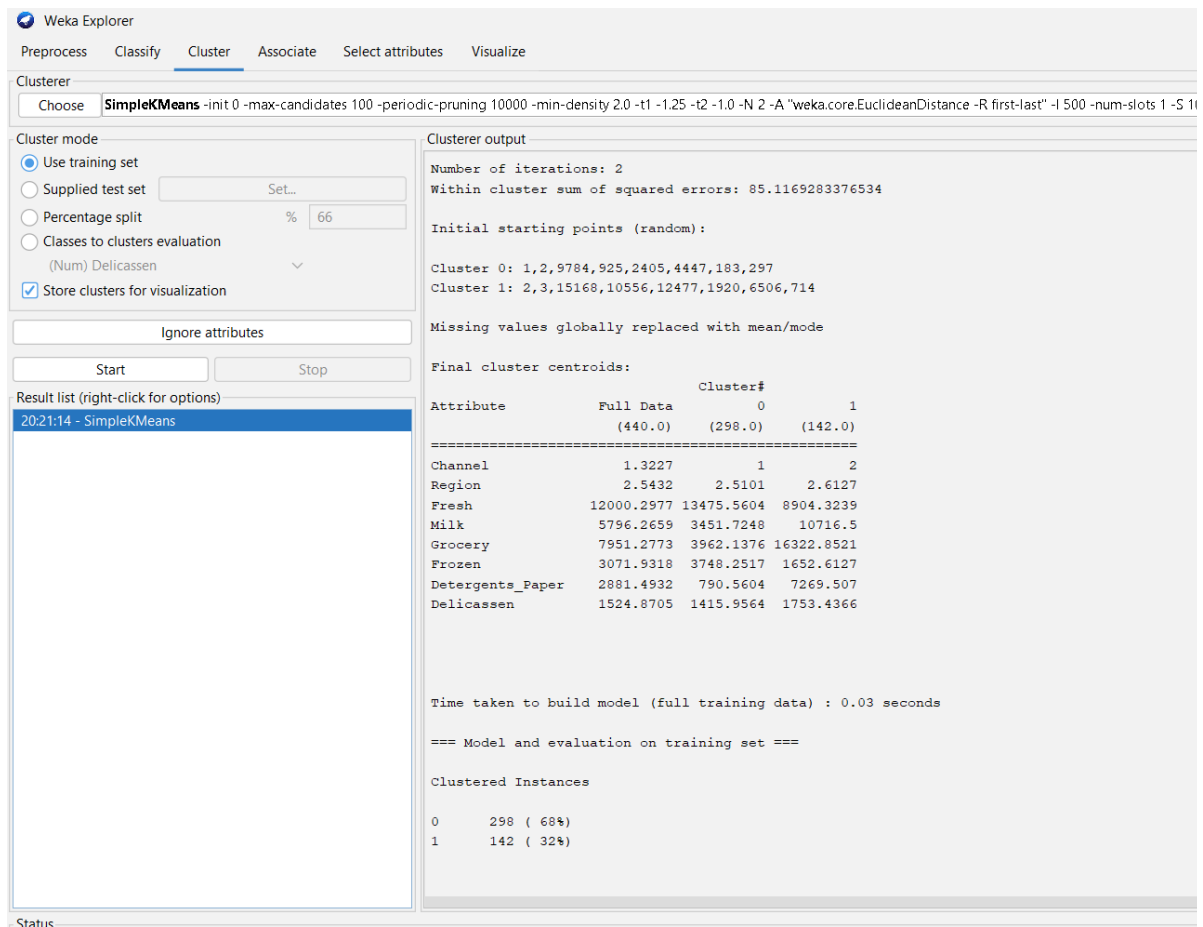 Weka Explorer
Preprocess Classify Cluster Associate Select attributes Visualize
Clusterer
Choose SimpleKMeans -init 0 -max-candidates 100 -periodic-pruning 10000 -min-density 2.0 -t1 -1.25 -t2 -1.0 -N 2 -A "weka.core.EuclideanDistance -R first-last" -I 500 -num-slots 1 -S 10
Cluster mode
Use training set
Supplied test set Set...
Percentage split % 66
Classes to clusters evaluation
(Num) Delicassen
Store clusters for visualization
Ignore attributes
Start Stop
Result list (right-click for options)
20:21:14 - SimpleKMeans
Clusterer output
Number of iterations: 2
Within cluster sum of squared errors: 85.1169283376534
Initial starting points (random):
Cluster 0: 1,2,9784,925,2405,4447,183,297
Cluster 1: 2,3,15168,10556,12477,1920,6506,714
Missing values globally replaced with mean/mode
Final cluster centroids:
Cluster#
Attribute Full Data 0 1
(440.0) (298.0) (142.0)
====================================================
Channel 1.3227 1 2
Region 2.5432 2.5101 2.6127
Fresh 12000.2977 13475.5604 8904.3239
Milk 5796.2659 3451.7248 10716.5
Grocery 7951.2773 3962.1376 16322.8521
Frozen 3071.9318 3748.2517 1652.6127
Detergents_Paper 2881.4932 790.5604 7269.507
Delicassen 1524.8705 1415.9564 1753.4366
Time taken to build model (full training data) : 0.03 seconds
=== Model and evaluation on training set ===
Clustered Instances
0 298 ( 68%)
1 142 ( 32%)
Status